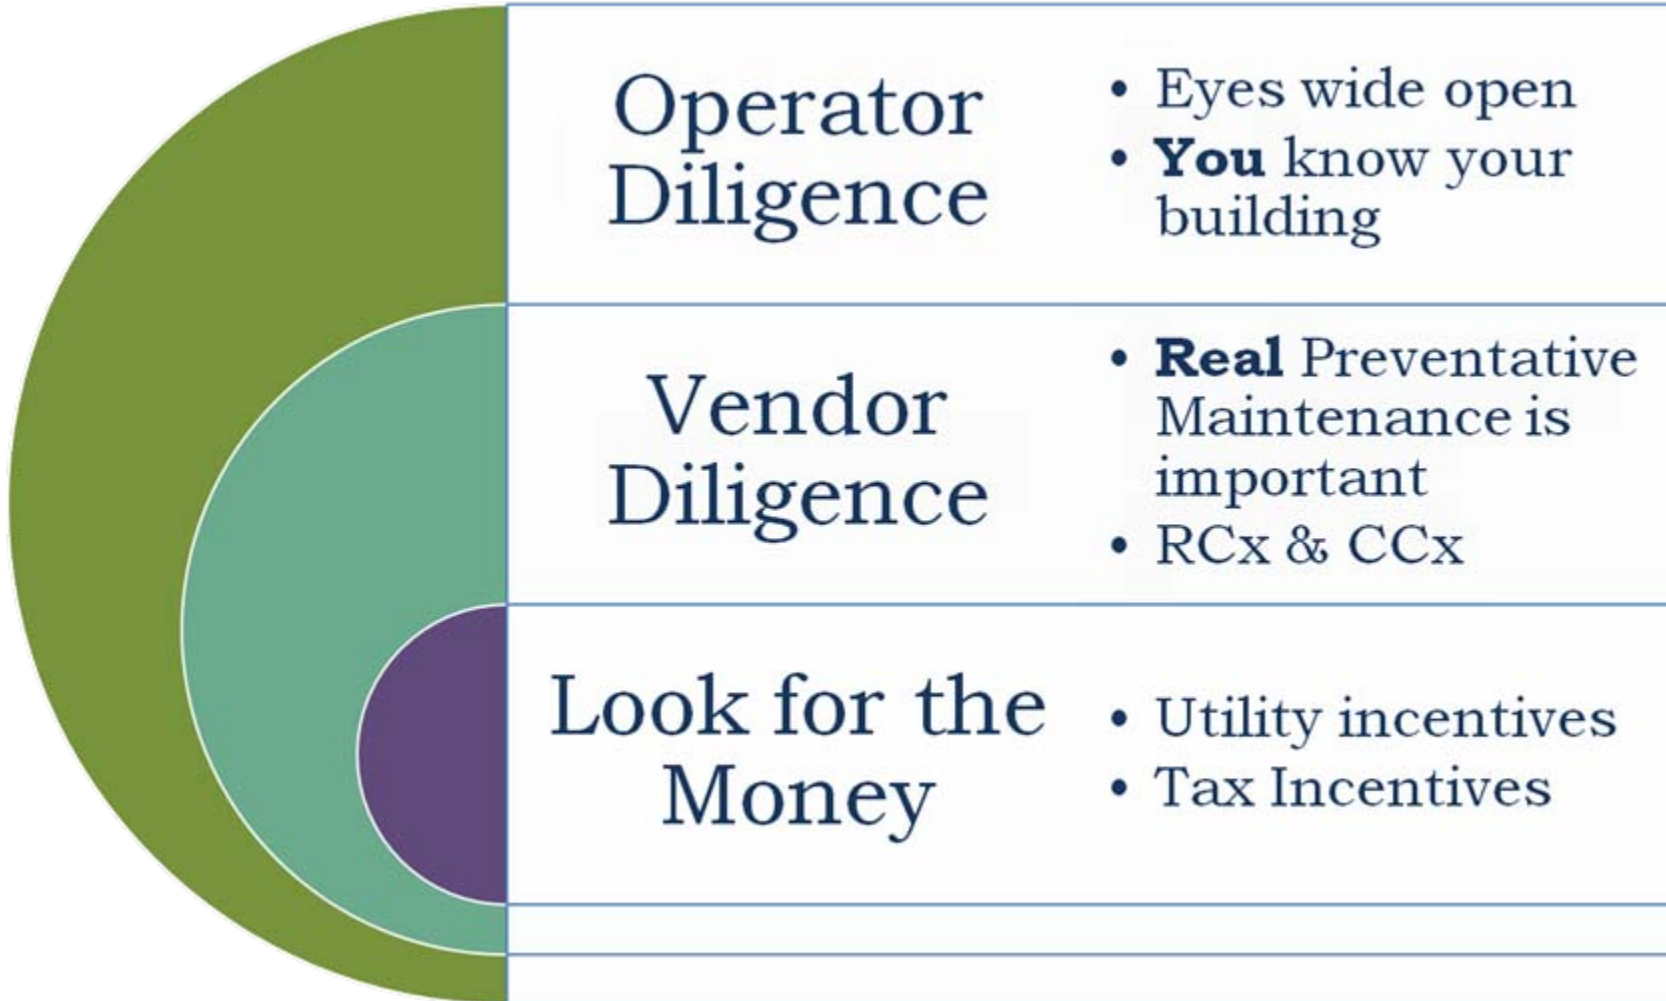 Operator
Diligence
• Eyes wide open
• You know your
building
Vendor
Diligence
• Real Preventative
Maintenance is
important
• RCx & CCx
Look for the
Money
• Utility incentives
• Tax Incentives